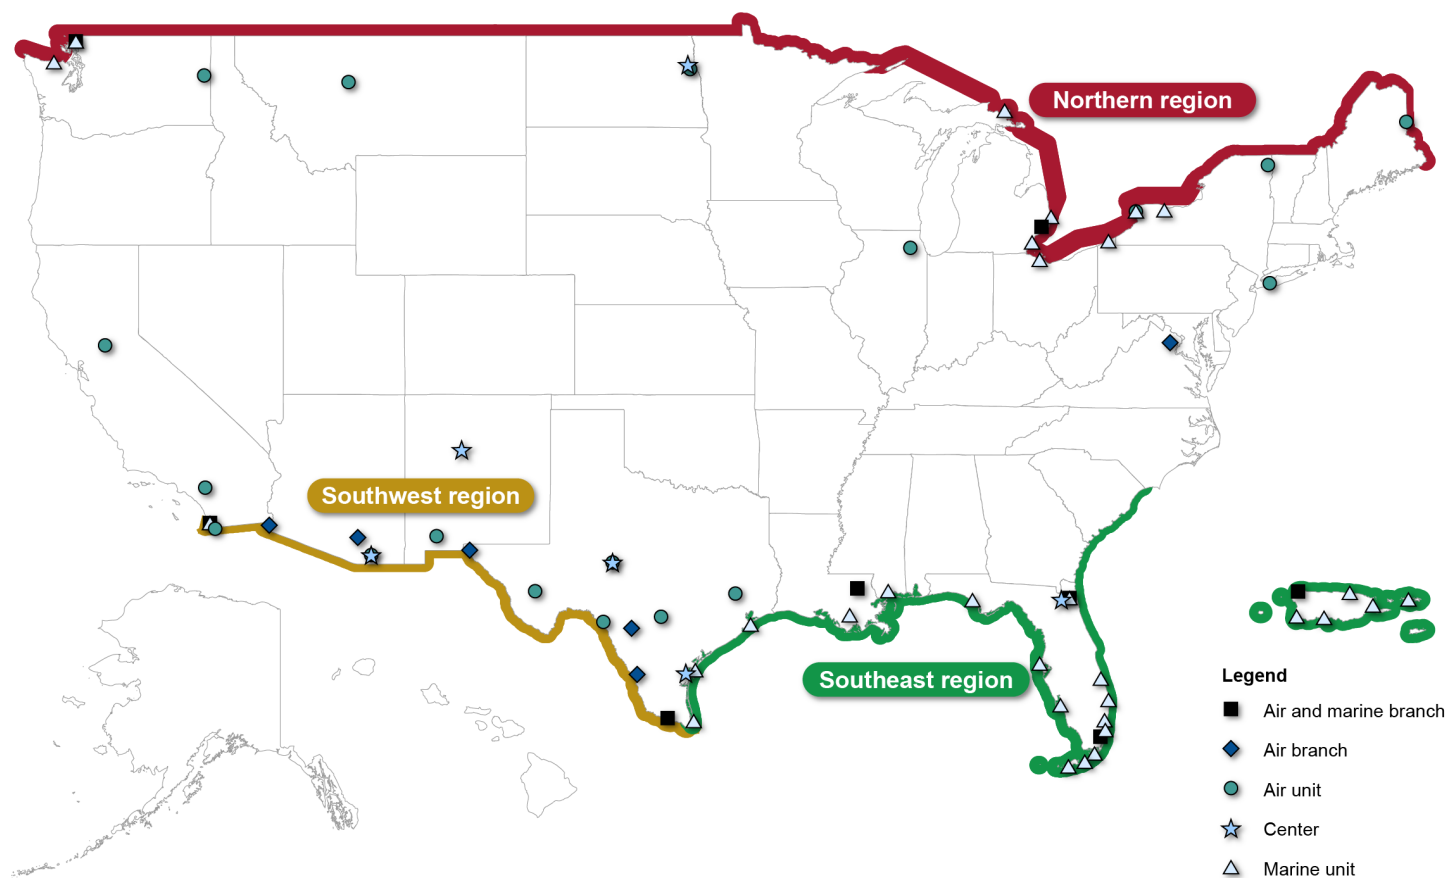 Northern region
Southwest region
Southeast region
Legend
Air and marine branch
Air branch
Air unit
Center
Marine unit